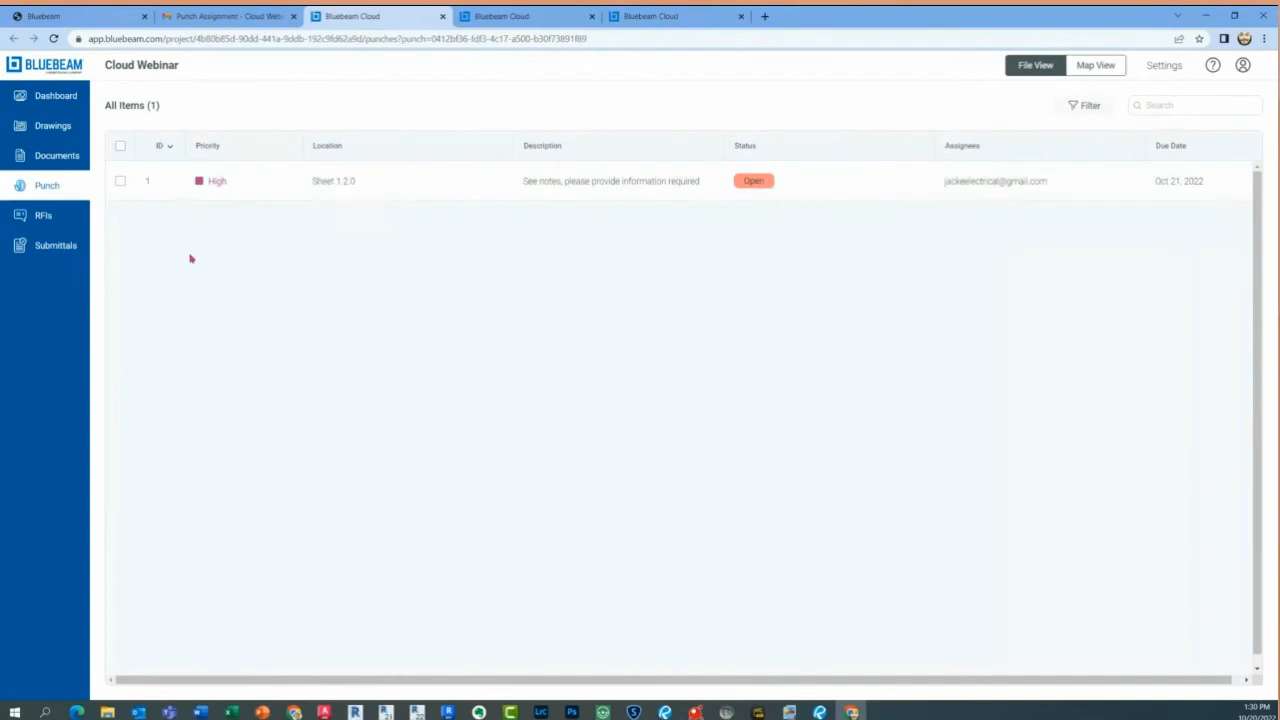 Bluebeam
Punch Assignment - Cloud Web
Bluebeam Cloud
Bluebeam Cloud
Bluebeam Cloud
app.bluebeam.com/project/4b80b85d-90dd-441a-9ddb-192c9fd62a9d/punches?punch=0412bf36-fdf3-4c17-a500-b30f73891f89
BLUEBEAM
Cloud Webinar
File View
Map View
Settings
Dashboard
Drawings
Documents
Punch
RFIs
Submittals
All Items (1)
Filter
Search
ID Priority Location Description Status Assignees Due Date
1 High Sheet 1.2.0 See notes, please provide information required Open jackeelectrical@gmail.com Oct 21, 2022
1:30 PM